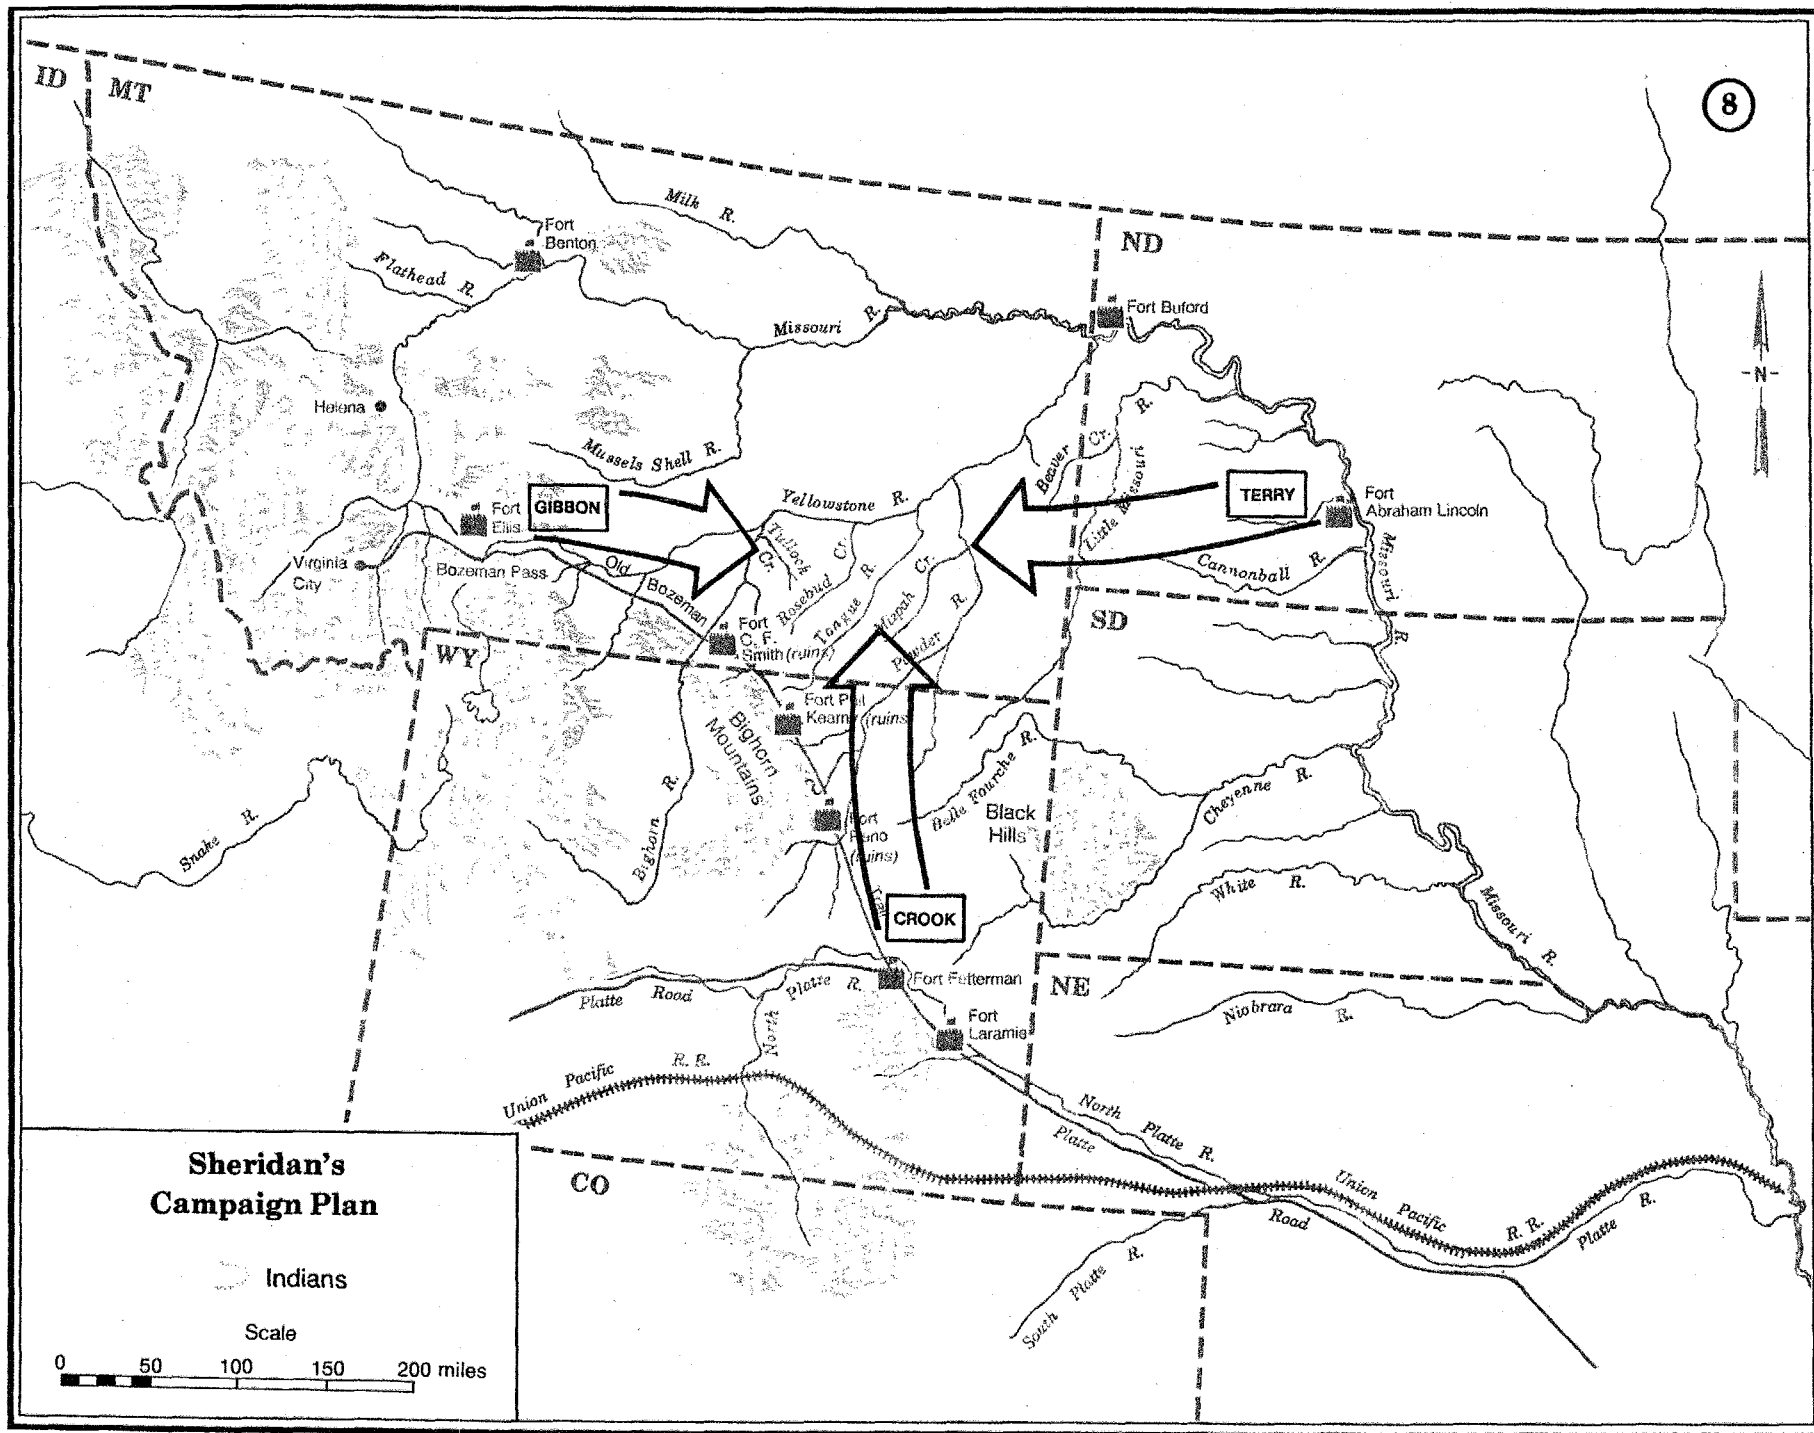 8
ID
MT
Milk R.
Fort
Benton
ND
Flathead R.
Fort Buford
Missouri R.
N
Helena
R.
Mussels Shell R.
Beaver Cr.
Little Missouri
GIBBON
Yellowstone R.
TERRY
Fort
Abraham Lincoln
Fort
Ellis
Tullock
Cr.
Virginia
City
Bozeman Pass
Old
Bozeman
Rosebud Cr.
Tongue R.
Mizpah Cr.
Powder R.
Cannonball R.
Missouri
R.
SD
Fort
C. F.
Smith (ruins)
WY
Fort Phil
Kearny (ruins)
Bighorn
Mountains
Bighorn R.
Belle Fourche R.
Black
Hills
Cheyenne R.
Snake R.
Fort
Reno
(ruins)
Trail
CROOK
White R.
Missouri R.
Fort Fetterman
Platte Road
North Platte R.
NE
Niobrara R.
Fort
Laramie
Union Pacific R. R.
North Platte R.
Platte
Road
CO
Union Pacific R. R.
Platte R.
South Platte R.
Sheridan's
Campaign Plan
Indians
Scale
0 50 100 150 200 miles